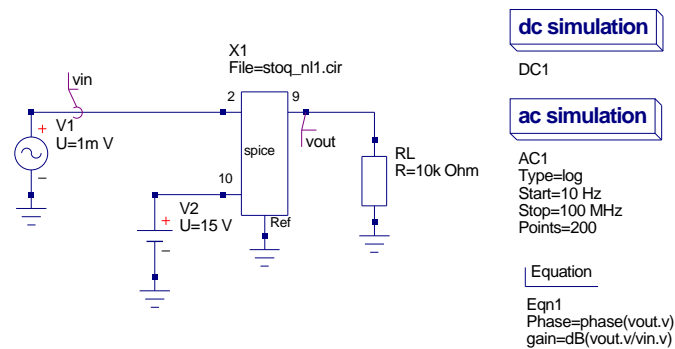 dc simulation
DC1
X1
File=stoq_nl1.cir
vin
2
9
V1
U=1m V
vout
spice
RL
R=10k Ohm
10
V2
U=15 V
Ref
ac simulation
AC1
Type=log
Start=10 Hz
Stop=100 MHz
Points=200
Equation
Eqn1
Phase=phase(vout.v)
gain=dB(vout.v/vin.v)